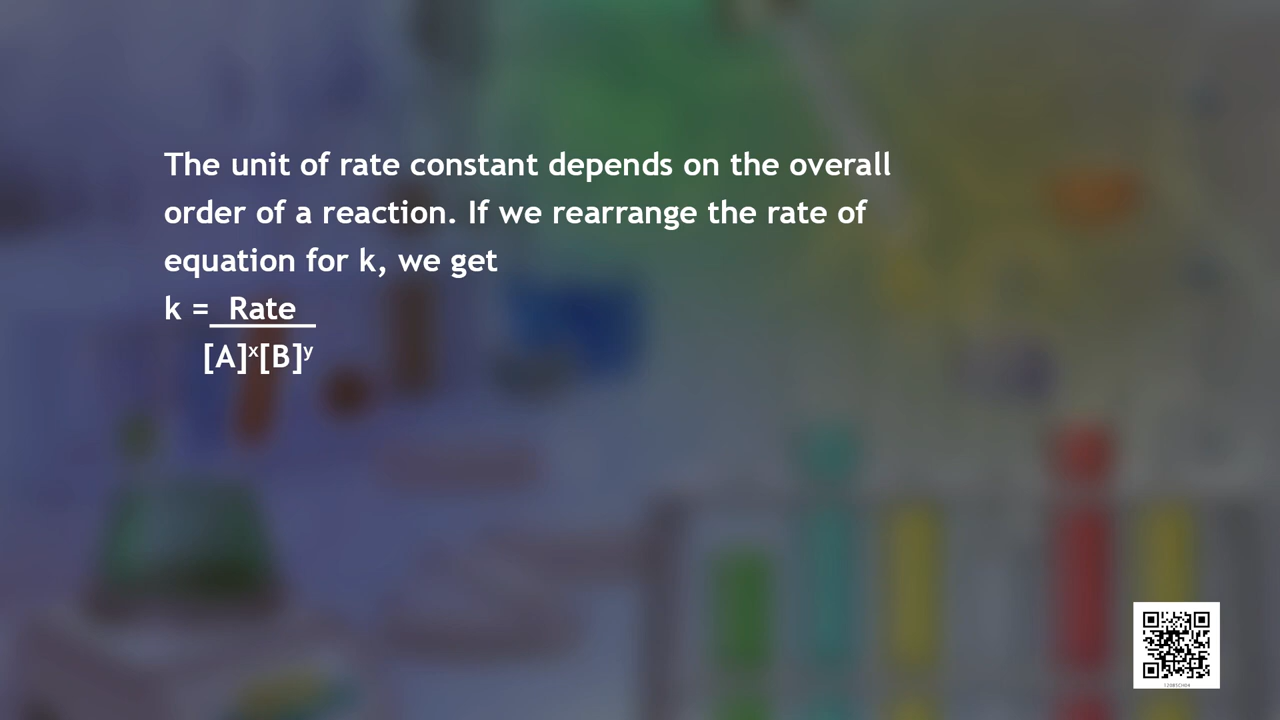 The unit of rate constant depends on the overall
order of a reaction. If we rearrange the rate of
equation for k, we get
k = Rate
[A]ˣ[B]ʸ